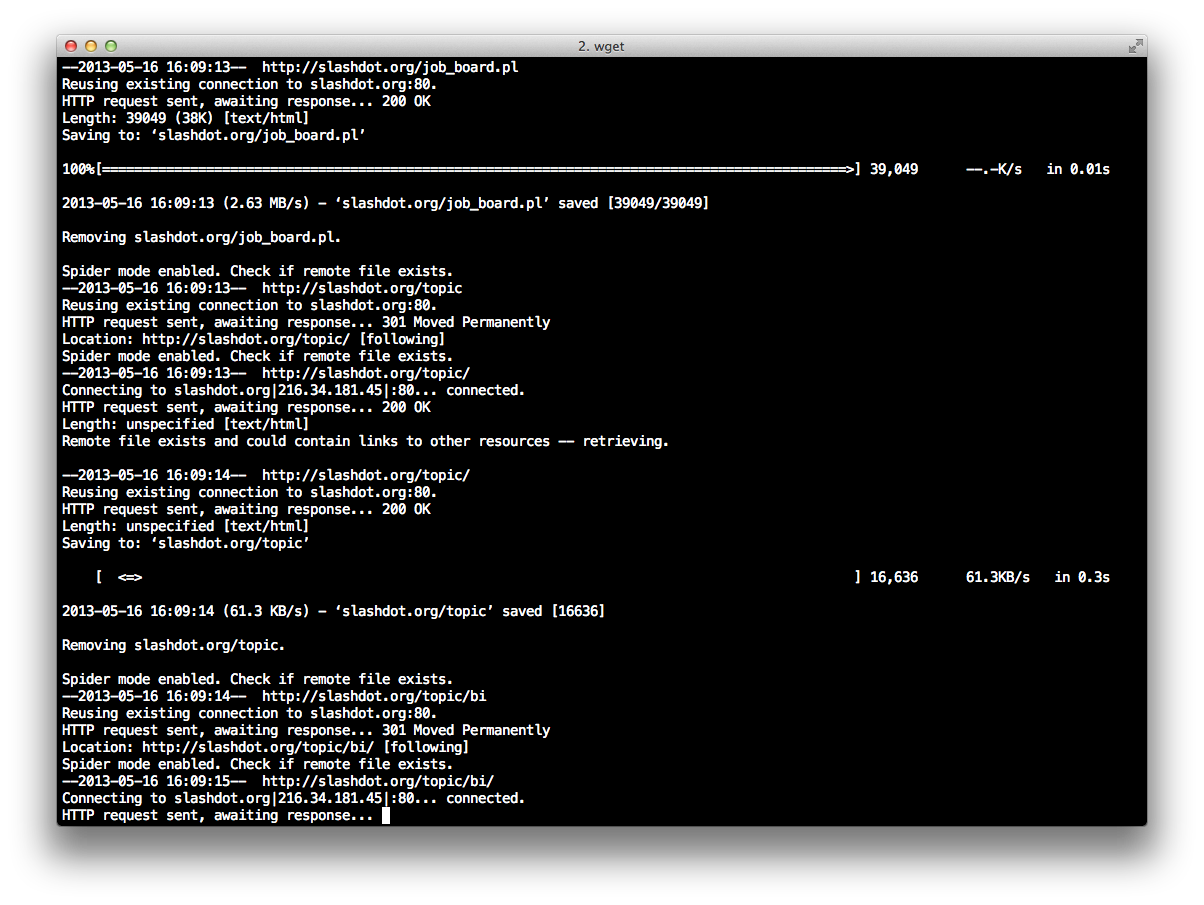 2. wget
--2013-05-16 16:09:13--  http://slashdot.org/job_board.pl
Reusing existing connection to slashdot.org:80.
HTTP request sent, awaiting response... 200 OK
Length: 39049 (38K) [text/html]
Saving to: ‘slashdot.org/job_board.pl’
100%[=============================================================================================>] 39,049      --.-K/s   in 0.01s
2013-05-16 16:09:13 (2.63 MB/s) - ‘slashdot.org/job_board.pl’ saved [39049/39049]
Removing slashdot.org/job_board.pl.
Spider mode enabled. Check if remote file exists.
--2013-05-16 16:09:13--  http://slashdot.org/topic
Reusing existing connection to slashdot.org:80.
HTTP request sent, awaiting response... 301 Moved Permanently
Location: http://slashdot.org/topic/ [following]
Spider mode enabled. Check if remote file exists.
--2013-05-16 16:09:13--  http://slashdot.org/topic/
Connecting to slashdot.org|216.34.181.45|:80... connected.
HTTP request sent, awaiting response... 200 OK
Length: unspecified [text/html]
Remote file exists and could contain links to other resources -- retrieving.
--2013-05-16 16:09:14--  http://slashdot.org/topic/
Reusing existing connection to slashdot.org:80.
HTTP request sent, awaiting response... 200 OK
Length: unspecified [text/html]
Saving to: ‘slashdot.org/topic’
[  <=>                                                                                         ] 16,636      61.3KB/s   in 0.3s
2013-05-16 16:09:14 (61.3 KB/s) - ‘slashdot.org/topic’ saved [16636]
Removing slashdot.org/topic.
Spider mode enabled. Check if remote file exists.
--2013-05-16 16:09:14--  http://slashdot.org/topic/bi
Reusing existing connection to slashdot.org:80.
HTTP request sent, awaiting response... 301 Moved Permanently
Location: http://slashdot.org/topic/bi/ [following]
Spider mode enabled. Check if remote file exists.
--2013-05-16 16:09:15--  http://slashdot.org/topic/bi/
Connecting to slashdot.org|216.34.181.45|:80... connected.
HTTP request sent, awaiting response...